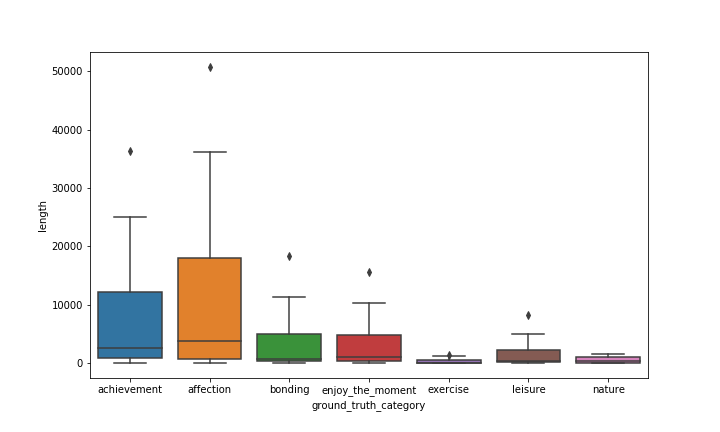 50000
40000
30000
20000
10000
0
length
achievement affection bonding enjoy_the_moment exercise leisure nature
ground_truth_category